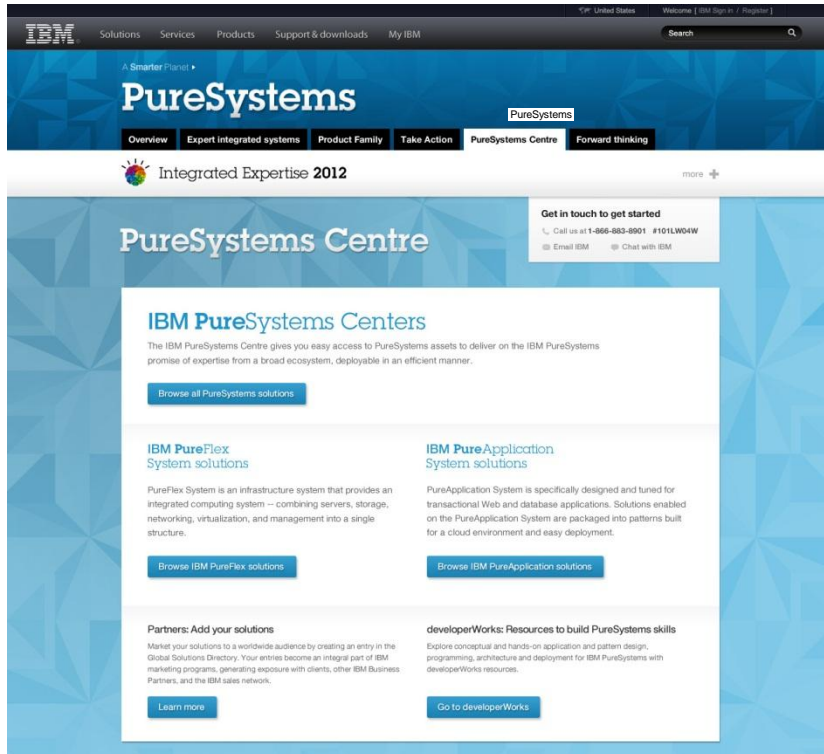 United States Welcome [ IBM Sign in / Register ]
IBM Solutions Services Products Support & downloads My IBM Search
A Smarter Planet
PureSystems
PureSystems
Overview Expert integrated systems Product Family Take Action PureSystems Centre Forward thinking
Integrated Expertise 2012 more
PureSystems Centre
Get in touch to get started
Call us at 1-866-883-8901 #101LW04W
Email IBM Chat with IBM
IBM PureSystems Centers
The IBM PureSystems Centre gives you easy access to PureSystems assets to deliver on the IBM PureSystems
promise of expertise from a broad ecosystem, deployable in an efficient manner.
Browse all PureSystems solutions
IBM PureFlex
System solutions
PureFlex System is an infrastructure system that provides an
integrated computing system — combining servers, storage,
networking, virtualization, and management into a single
structure.
Browse IBM PureFlex solutions
IBM PureApplication
System solutions
PureApplication System is specifically designed and tuned for
transactional Web and database applications. Solutions enabled
on the PureApplication System are packaged into patterns built
for a cloud environment and easy deployment.
Browse IBM PureApplication solutions
Partners: Add your solutions
Market your solutions to a worldwide audience by creating an entry in the
Global Solutions Directory. Your entries become an integral part of IBM
marketing programs, generating exposure with clients, other IBM Business
Partners, and the IBM sales network.
Learn more
developerWorks: Resources to build PureSystems skills
Explore conceptual and hands-on application and pattern design,
programming, architecture and deployment for IBM PureSystems with
developerWorks resources.
Go to developerWorks